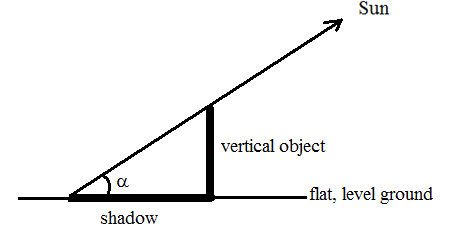 Sun
vertical object
α
flat, level ground
shadow